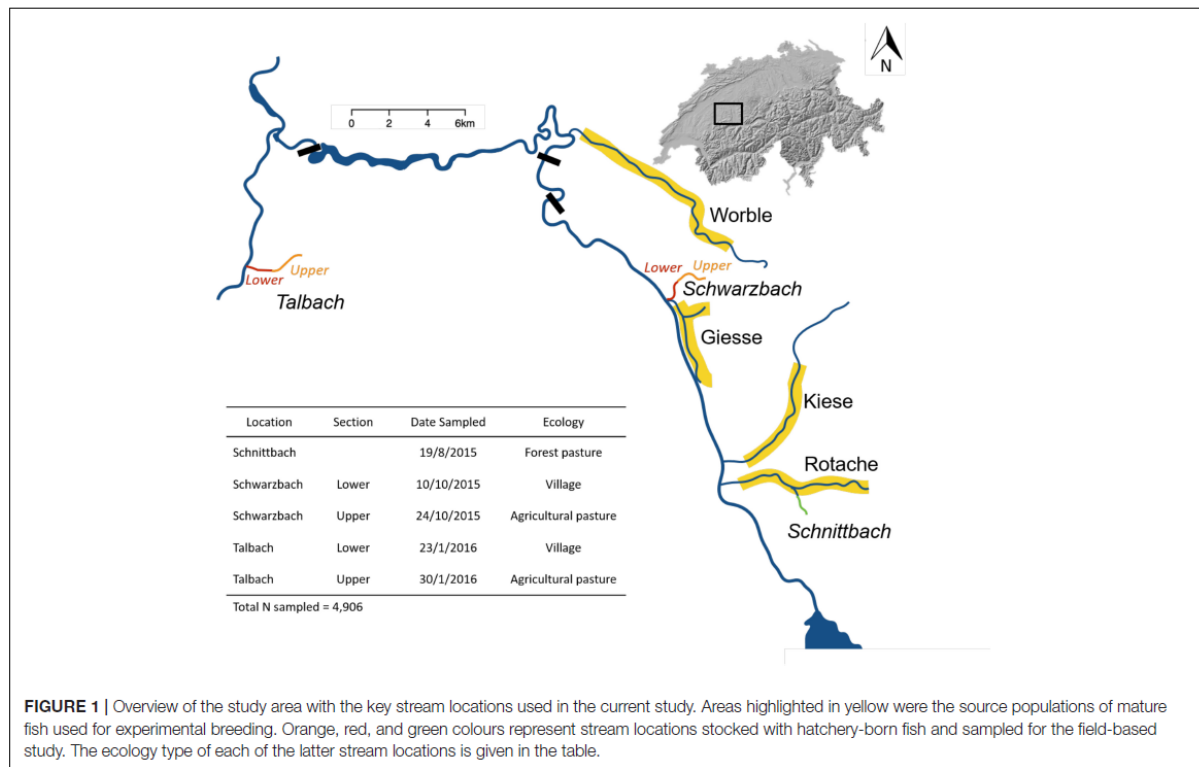 N
0 2 4 6km
Worble
Lower Upper
Schwarzbach
Lower Upper
Talbach
Giesse
Kiese
Rotache
Schnittbach
Location Section Date Sampled Ecology
Schnittbach 19/8/2015 Forest pasture
Schwarzbach Lower 10/10/2015 Village
Schwarzbach Upper 24/10/2015 Agricultural pasture
Talbach Lower 23/1/2016 Village
Talbach Upper 30/1/2016 Agricultural pasture
Total N sampled = 4,906
FIGURE 1 | Overview of the study area with the key stream locations used in the current study. Areas highlighted in yellow were the source populations of mature
fish used for experimental breeding. Orange, red, and green colours represent stream locations stocked with hatchery-born fish and sampled for the field-based
study. The ecology type of each of the latter stream locations is given in the table.